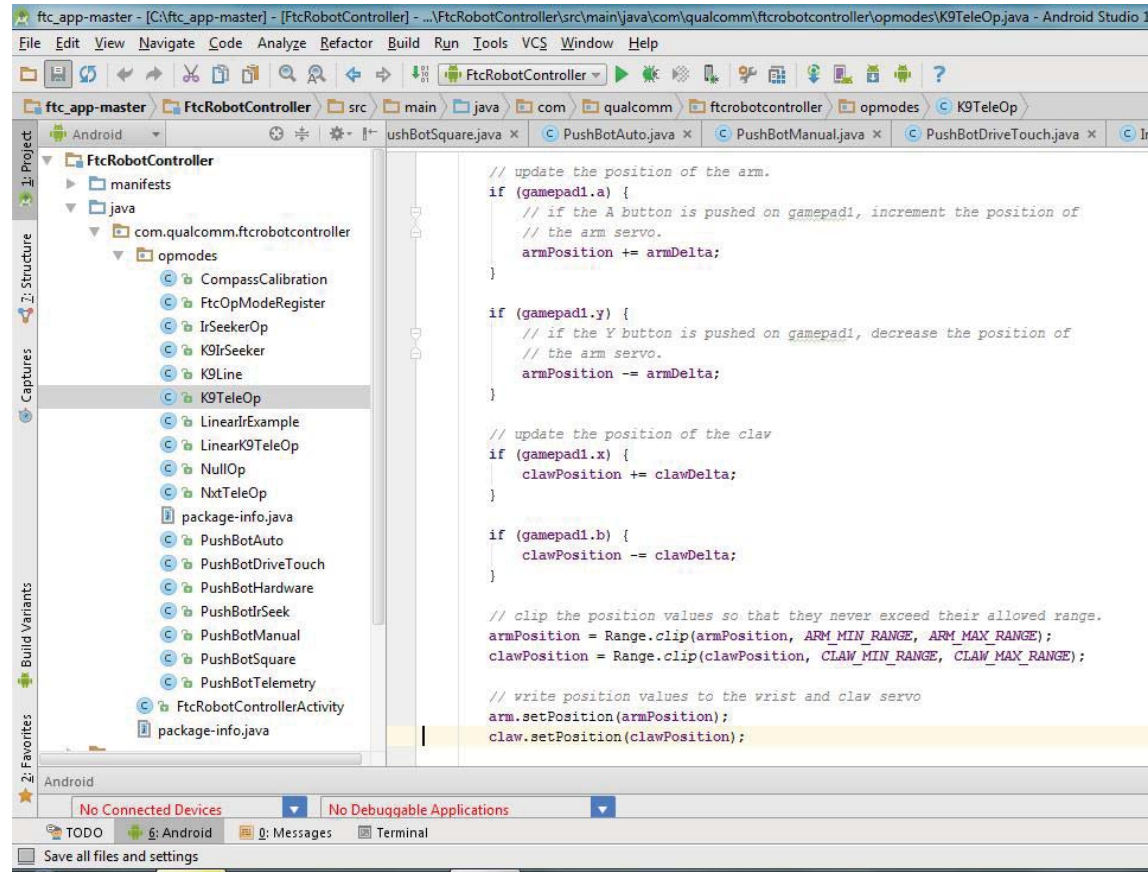 ftc_app-master - [C:\ftc_app-master] - [FtcRobotController] - ...\FtcRobotController\src\main\java\com\qualcomm\ftcrobotcontroller\opmodes\K9TeleOp.java - Android Studio 1
File Edit View Navigate Code Analyze Refactor Build Run Tools VCS Window Help
FtcRobotController
ftc_app-master FtcRobotController src main java com qualcomm ftcrobotcontroller opmodes K9TeleOp
Android ushBotSquare.java × PushBotAuto.java × PushBotManual.java × PushBotDriveTouch.java ×
1: Project
7: Structure
Captures
Build Variants
2: Favorites
FtcRobotController
manifests
java
com.qualcomm.ftcrobotcontroller
opmodes
CompassCalibration
FtcOpModeRegister
IrSeekerOp
K9IrSeeker
K9Line
K9TeleOp
LinearIrExample
LinearK9TeleOp
NullOp
NxtTeleOp
package-info.java
PushBotAuto
PushBotDriveTouch
PushBotHardware
PushBotIrSeek
PushBotManual
PushBotSquare
PushBotTelemetry
FtcRobotControllerActivity
package-info.java
// update the position of the arm.
if (gamepad1.a) {
// if the A button is pushed on gamepad1, increment the position of
// the arm servo.
armPosition += armDelta;
}
if (gamepad1.y) {
// if the Y button is pushed on gamepad1, decrease the position of
// the arm servo.
armPosition -= armDelta;
}
// update the position of the claw
if (gamepad1.x) {
clawPosition += clawDelta;
}
if (gamepad1.b) {
clawPosition -= clawDelta;
}
// clip the position values so that they never exceed their allowed range.
armPosition = Range.clip(armPosition, ARM_MIN_RANGE, ARM_MAX_RANGE);
clawPosition = Range.clip(clawPosition, CLAW_MIN_RANGE, CLAW_MAX_RANGE);
// write position values to the wrist and claw servo
arm.setPosition(armPosition);
claw.setPosition(clawPosition);
Android
No Connected Devices No Debuggable Applications
TODO 6: Android 0: Messages Terminal
Save all files and settings